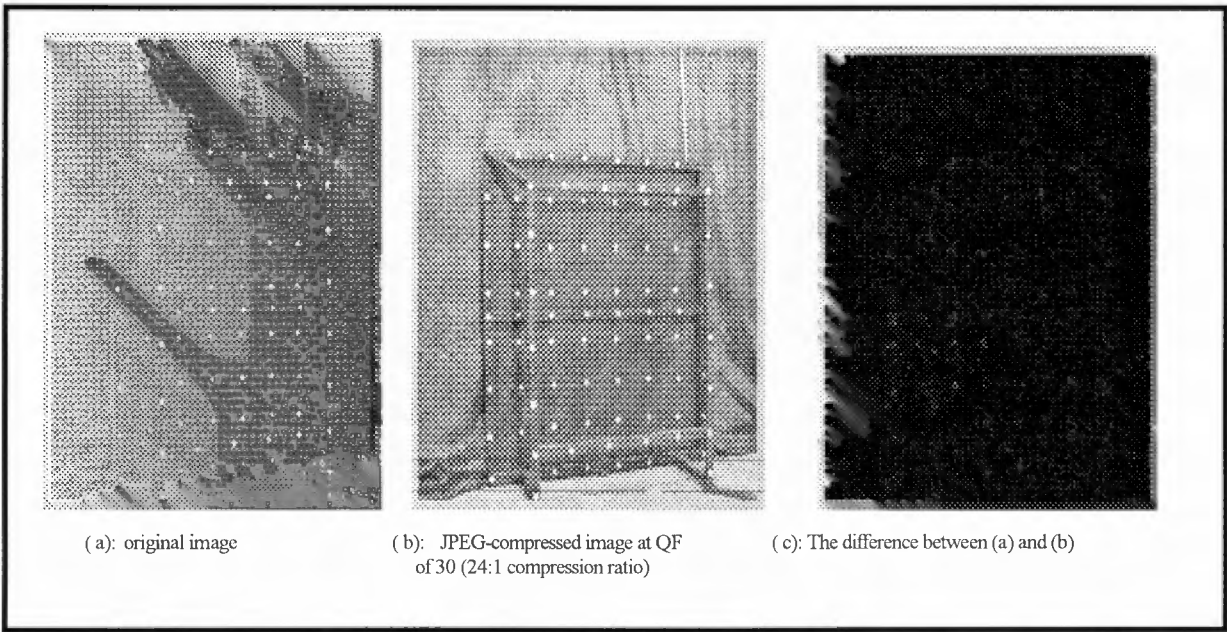 ( a): original image
( b): JPEG-compressed image at QF
of 30 (24:1 compression ratio)
( c): The difference between (a) and (b)